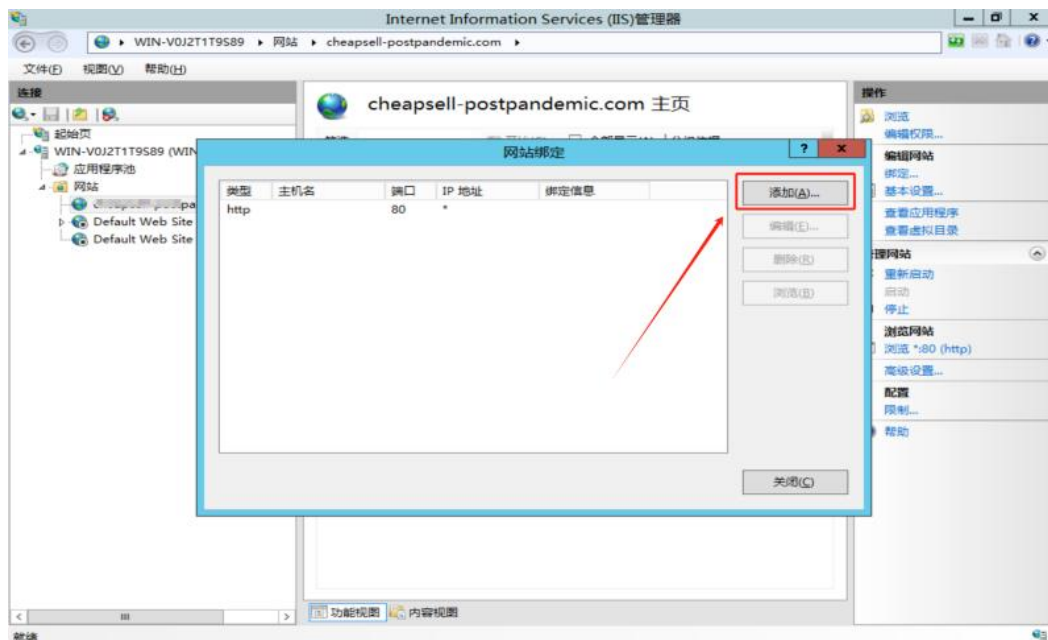 Internet Information Services (IIS)管理器
WIN-V0J2T1T9S89 ▸ 网站 ▸ cheapsell-postpandemic.com ▸
文件(F) 视图(V) 帮助(H)
连接
起始页
WIN-V0J2T1T9S89 (WIN
应用程序池
网站
Default Web Site
Default Web Site
cheapsell-postpandemic.com 主页
网站绑定
类型 主机名 端口 IP 地址 绑定信息
http 80 *
添加(A)...
编辑(E)...
删除(R)
浏览(B)
关闭(C)
操作
浏览
编辑权限...
编辑网站
绑定...
基本设置...
查看应用程序
查看虚拟目录
管理网站
重新启动
启动
停止
浏览网站
浏览 *:80 (http)
高级设置...
配置
限制...
帮助
功能视图 内容视图
就绪